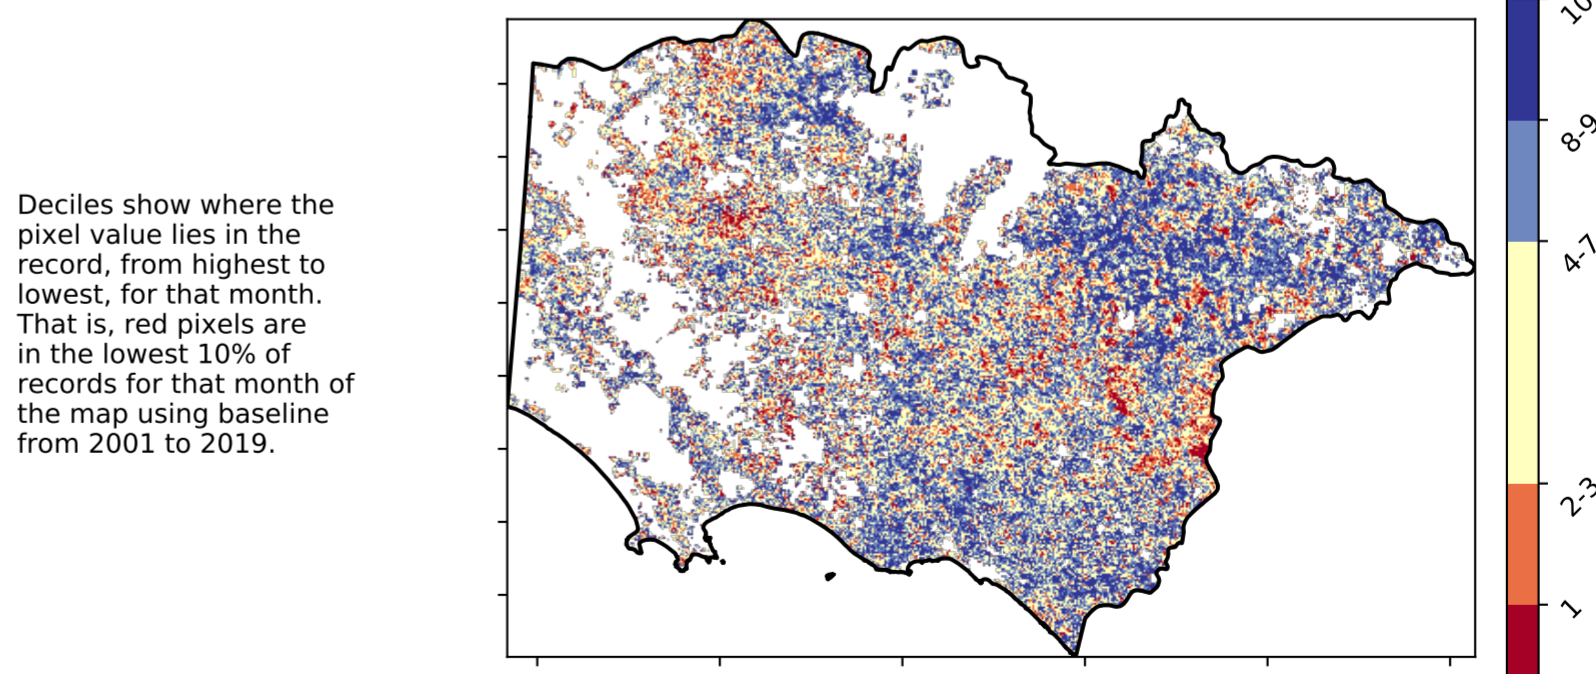 Deciles show where the
pixel value lies in the
record, from highest to
lowest, for that month.
That is, red pixels are
in the lowest 10% of
records for that month of
the map using baseline
from 2001 to 2019.
10
8-9
4-7
2-3
1